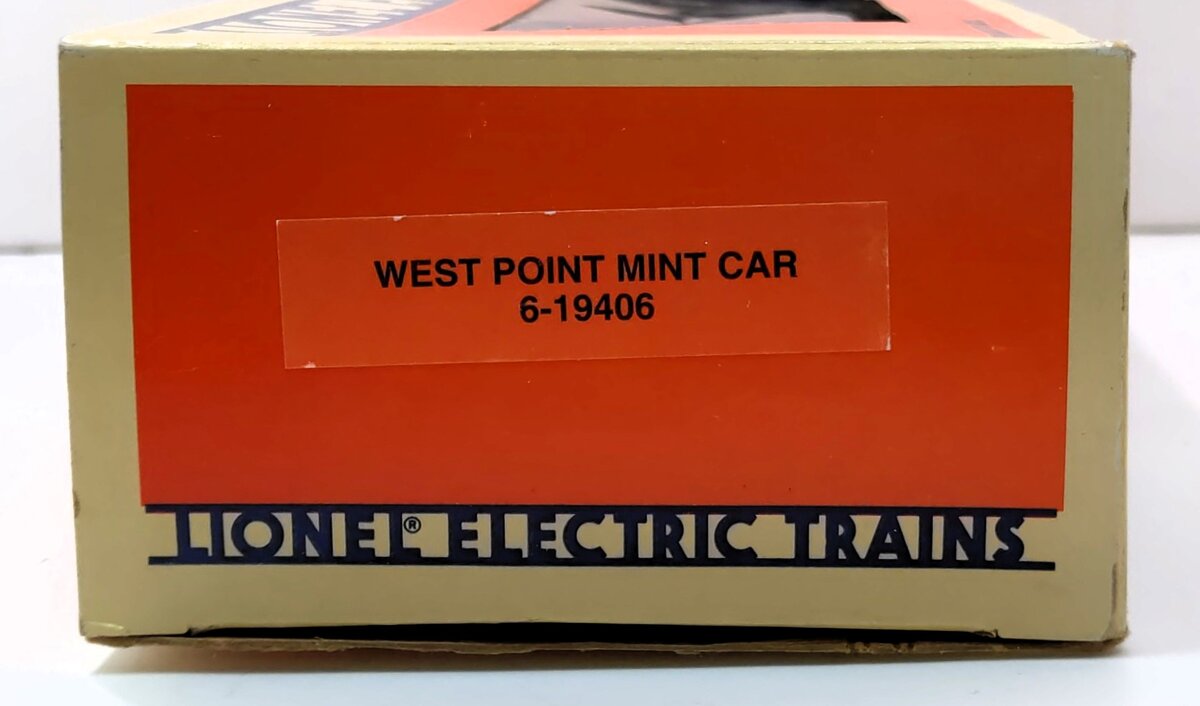 WEST POINT MINT CAR
6-19406
LIONEL® ELECTRIC TRAINS